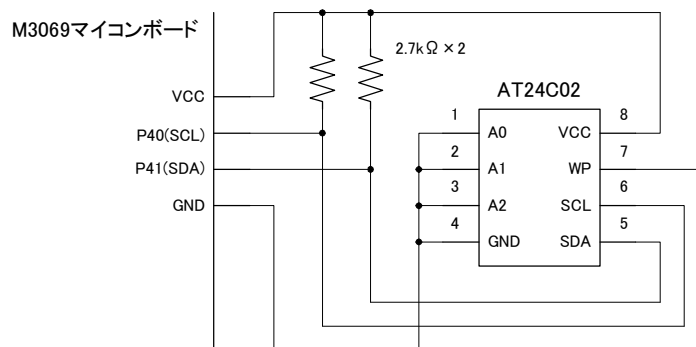 M3069マイコンボード
2.7kΩ×2
VCC
P40(SCL)
P41(SDA)
GND
AT24C02
1 A0 VCC 8
2 A1 WP 7
3 A2 SCL 6
4 GND SDA 5